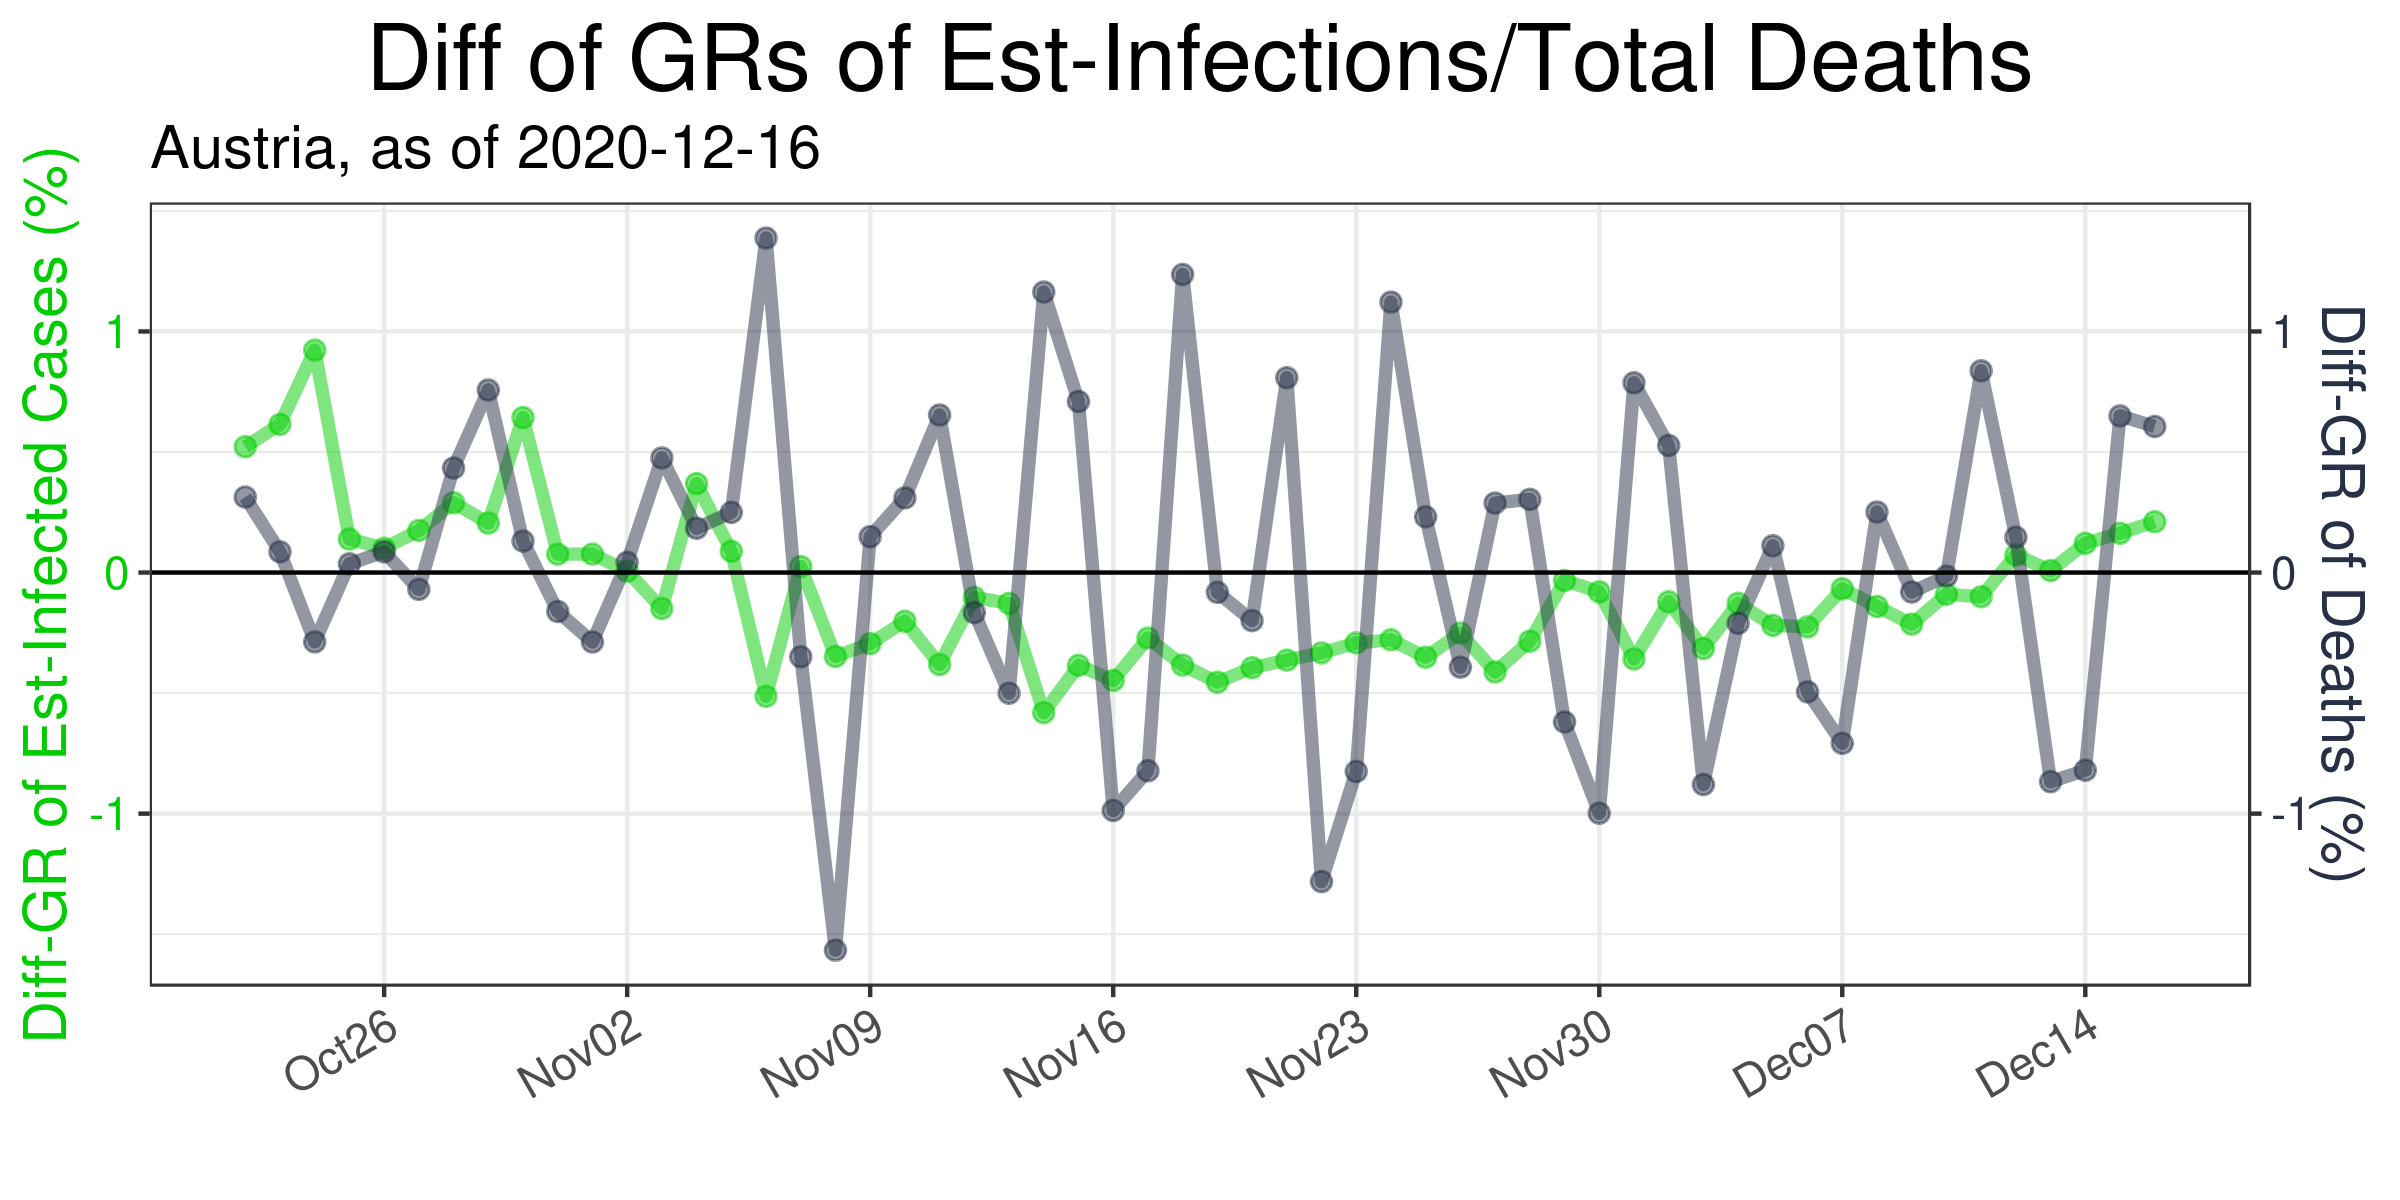 Diff of GRs of Est-Infections/Total Deaths
Austria, as of 2020-12-16
Diff-GR of Est-Infected Cases (%)
1
0
-1
1
0
-1
Diff-GR of Deaths (%)
Oct26
Nov02
Nov09
Nov16
Nov23
Nov30
Dec07
Dec14